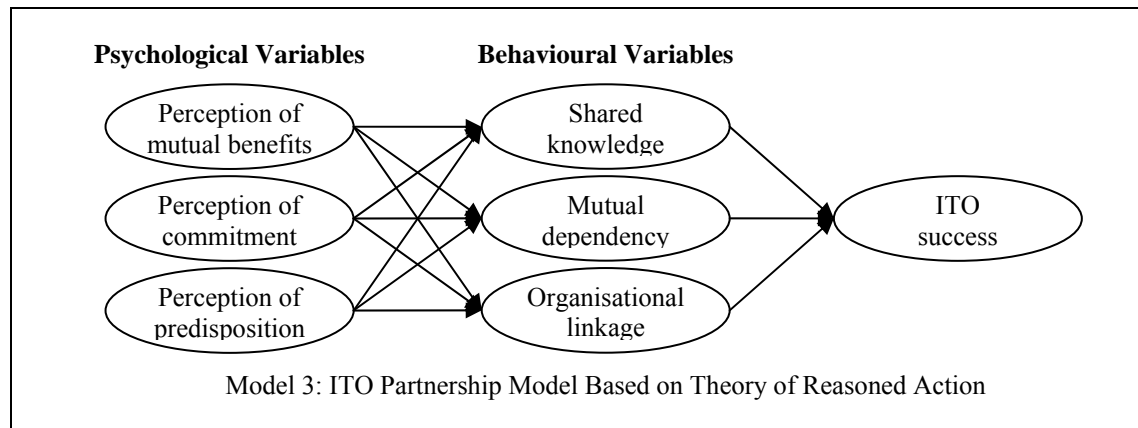 Psychological Variables
Behavioural Variables
Perception of
mutual benefits
Shared
knowledge
Perception of
commitment
Mutual
dependency
ITO
success
Perception of
predisposition
Organisational
linkage
Model 3: ITO Partnership Model Based on Theory of Reasoned Action